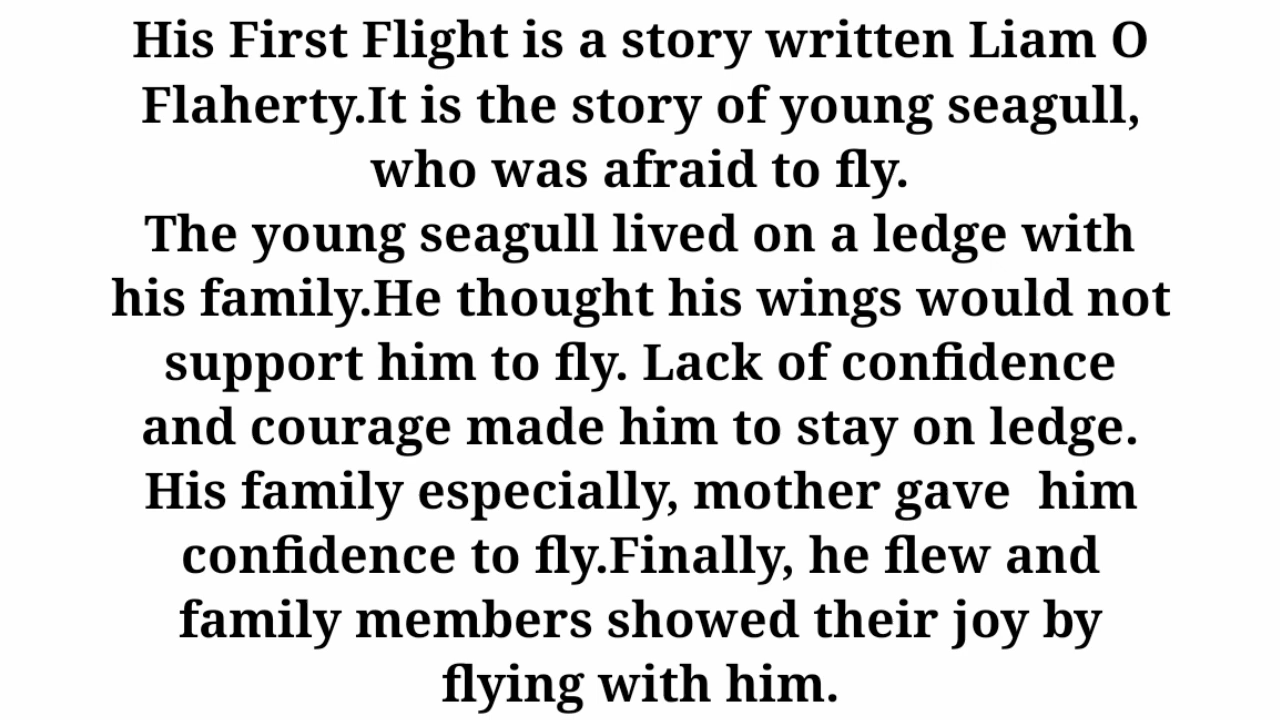 His First Flight is a story written Liam O
Flaherty.It is the story of young seagull,
who was afraid to fly.
The young seagull lived on a ledge with
his family.He thought his wings would not
support him to fly. Lack of confidence
and courage made him to stay on ledge.
His family especially, mother gave  him
confidence to fly.Finally, he flew and
family members showed their joy by
flying with him.